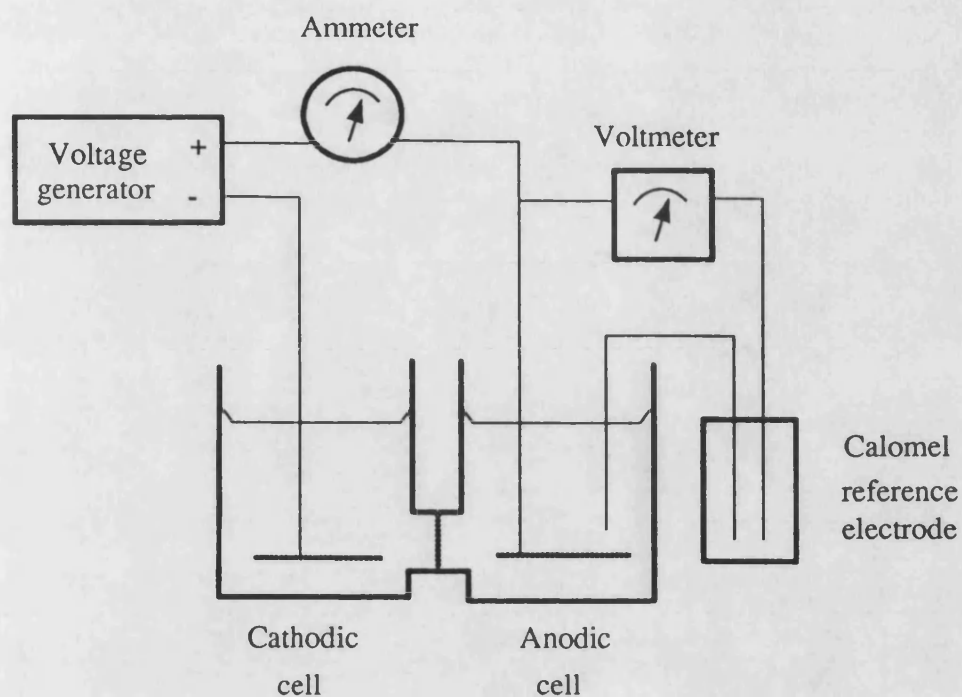 Ammeter
Voltmeter
Voltage +
generator -
Calomel
reference
electrode
Cathodic
cell
Anodic
cell